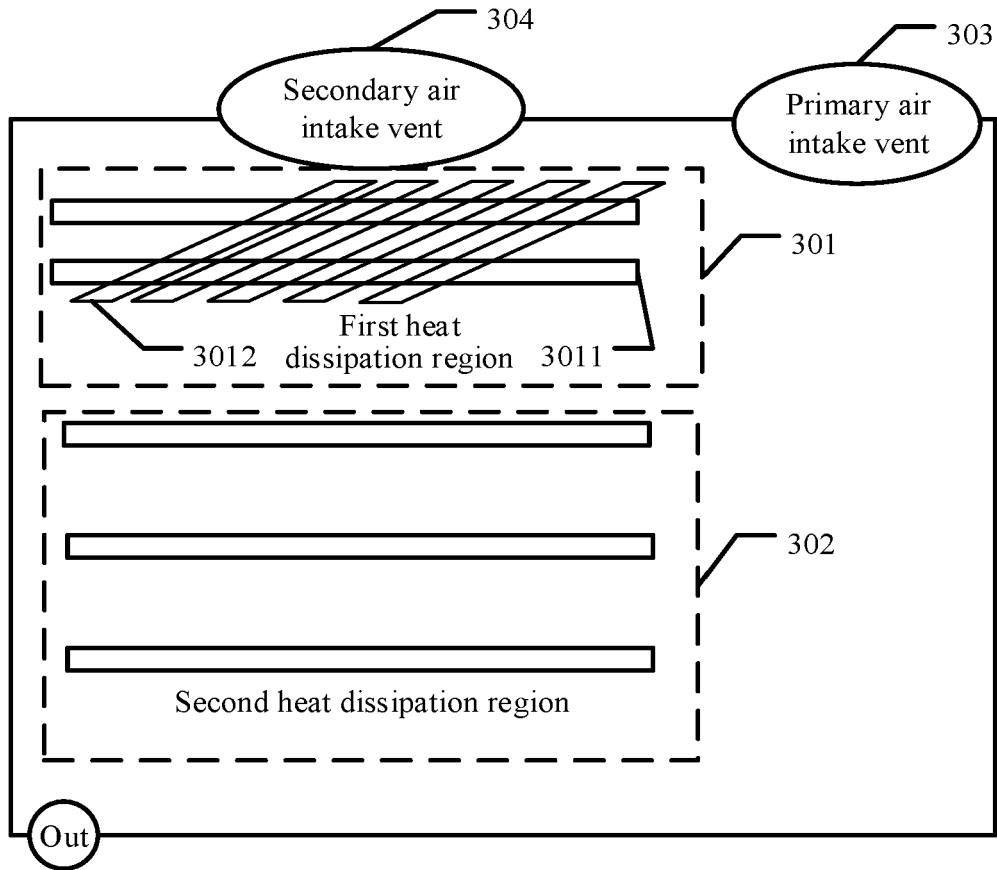 304
303
Secondary air
intake vent
Primary air
intake vent
301
First heat
dissipation region
3012
3011
302
Second heat dissipation region
Out